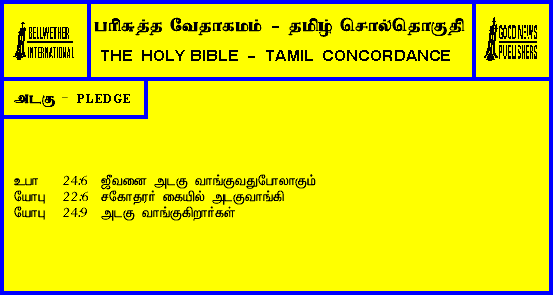 BELLWETHER
INTERNATIONAL
பரிசுத்த வேதாகமம் - தமிழ் சொல்தொகுதி
THE HOLY BIBLE - TAMIL CONCORDANCE
GOOD NEWS
PUBLISHERS
அடகு - PLEDGE
உபா 24:6 ஜீவனை அடகு வாங்குவதுபோலாகும்
யோபு 22:6 சகோதரர் கையில் அடகுவாங்கி
யோபு 24:9 அடகு வாங்குகிறார்கள்